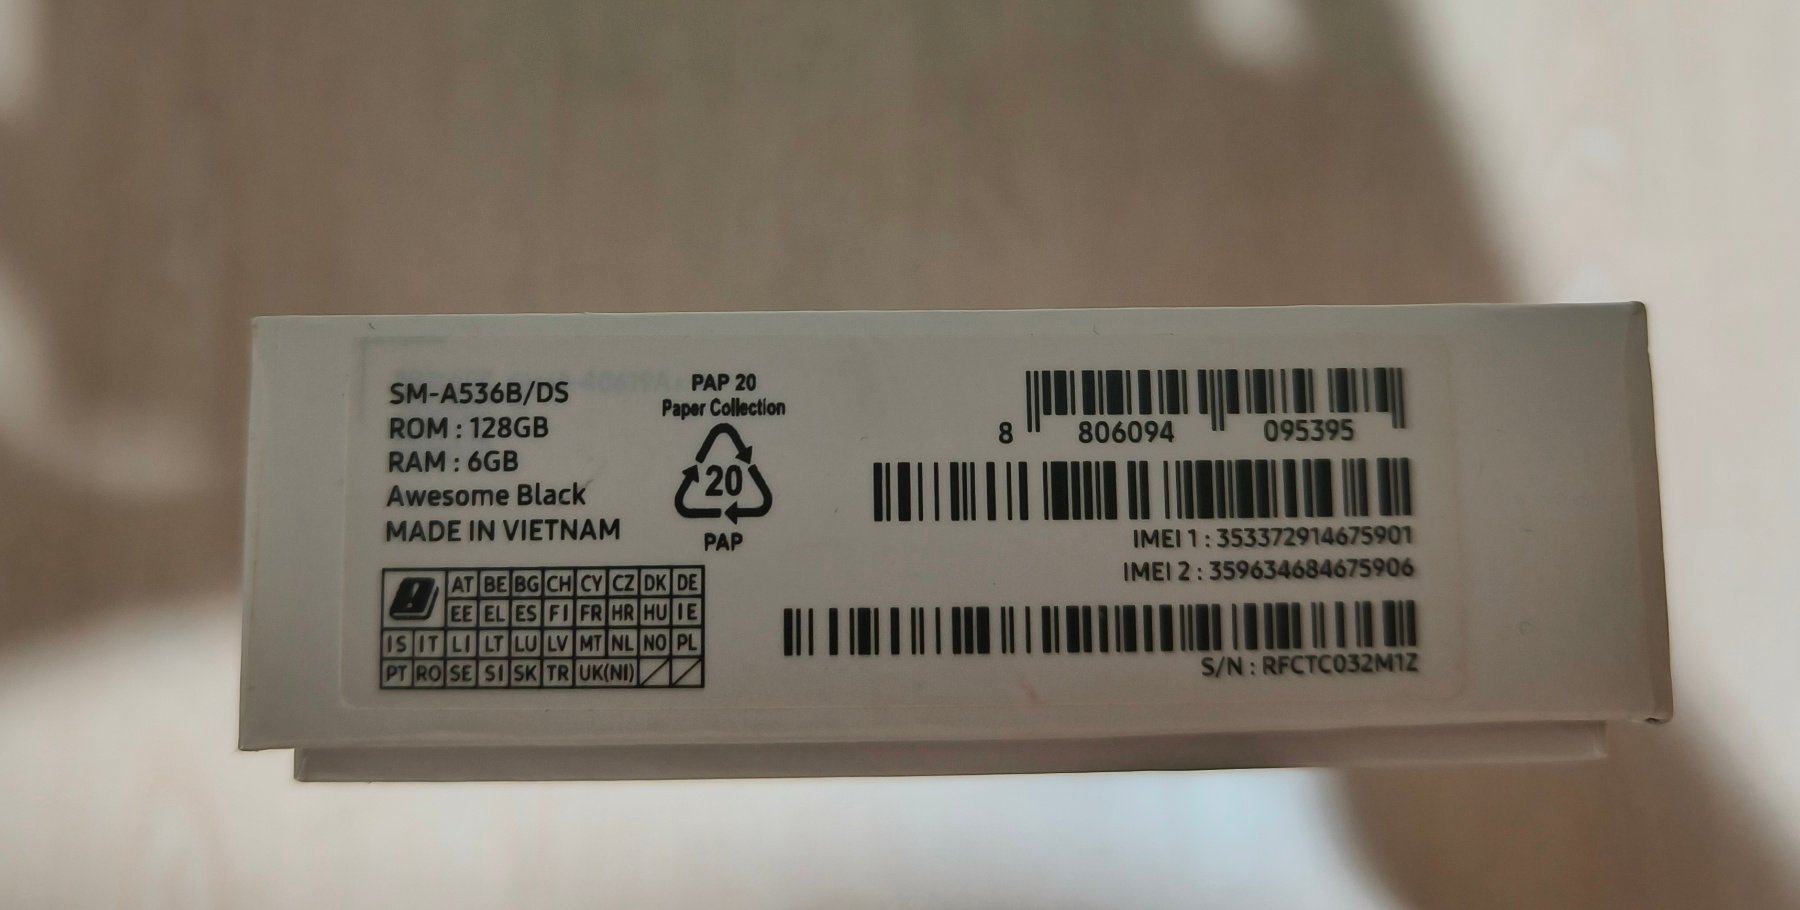 SM-A536B/DS
ROM : 128GB
RAM : 6GB
Awesome Black
MADE IN VIETNAM
PAP 20
Paper Collection
20
PAP
AT BE BG CH CY CZ DK DE
EE EL ES FI FR HR HU IE
IS IT LI LT LU LV MT NL NO PL
PT RO SE SI SK TR UK(NI)
8 806094 095395
IMEI 1 : 353372914675901
IMEI 2 : 359634684675906
S/N : RFCTC032M1Z